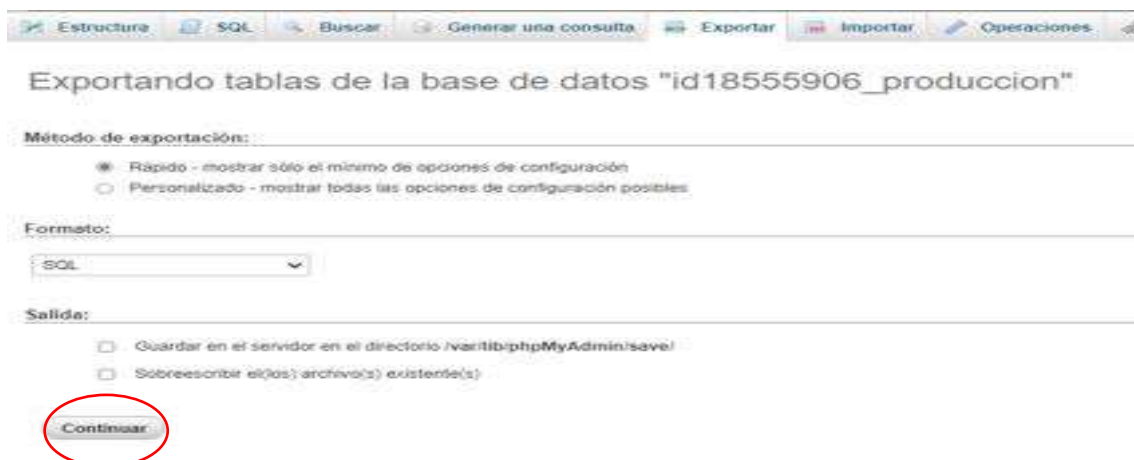 Estructura SQL Buscar Generar una consulta Exportar Importar Operaciones
Exportando tablas de la base de datos "id18555906_produccion"
Método de exportación:
Rápido - mostrar sólo el mínimo de opciones de configuración
Personalizado - mostrar todas las opciones de configuración posibles
Formato:
SQL
Salida:
Guardar en el servidor en el directorio /var/lib/phpMyAdmin/save/
Sobreescribir el(los) archivo(s) existente(s)
Continuar